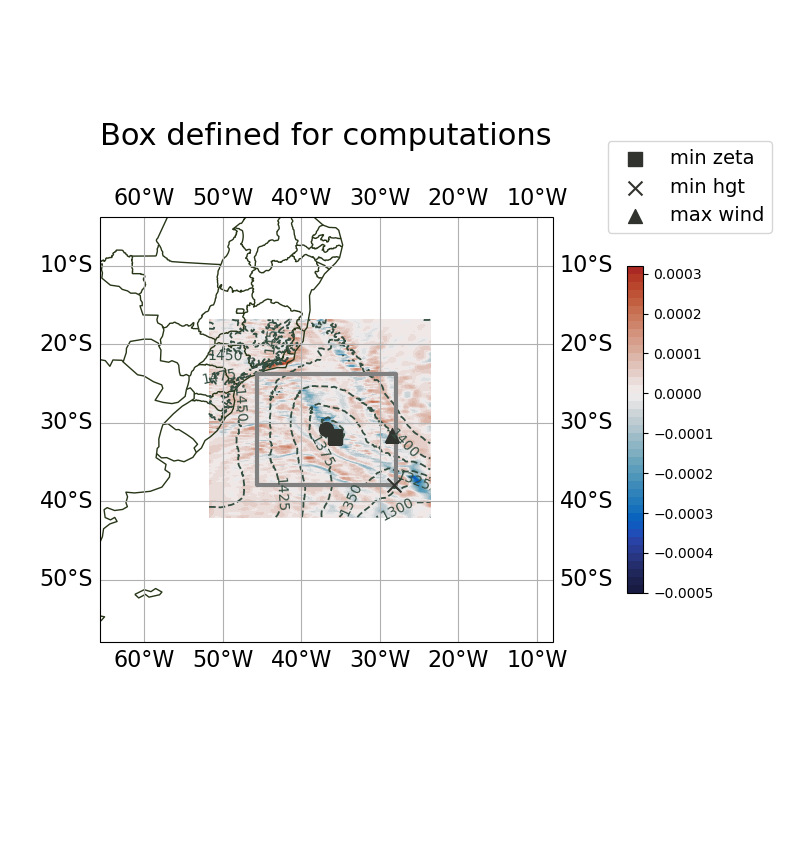 Box defined for computations
min zeta
min hgt
max wind
60°W 50°W 40°W 30°W 20°W 10°W
10°S 10°S
20°S 20°S
30°S 30°S
40°S 40°S
50°S 50°S
60°W 50°W 40°W 30°W 20°W 10°W
1450
1450
1425
1375
1350
1300
0.0003
0.0002
0.0001
0.0000
−0.0001
−0.0002
−0.0003
−0.0004
−0.0005